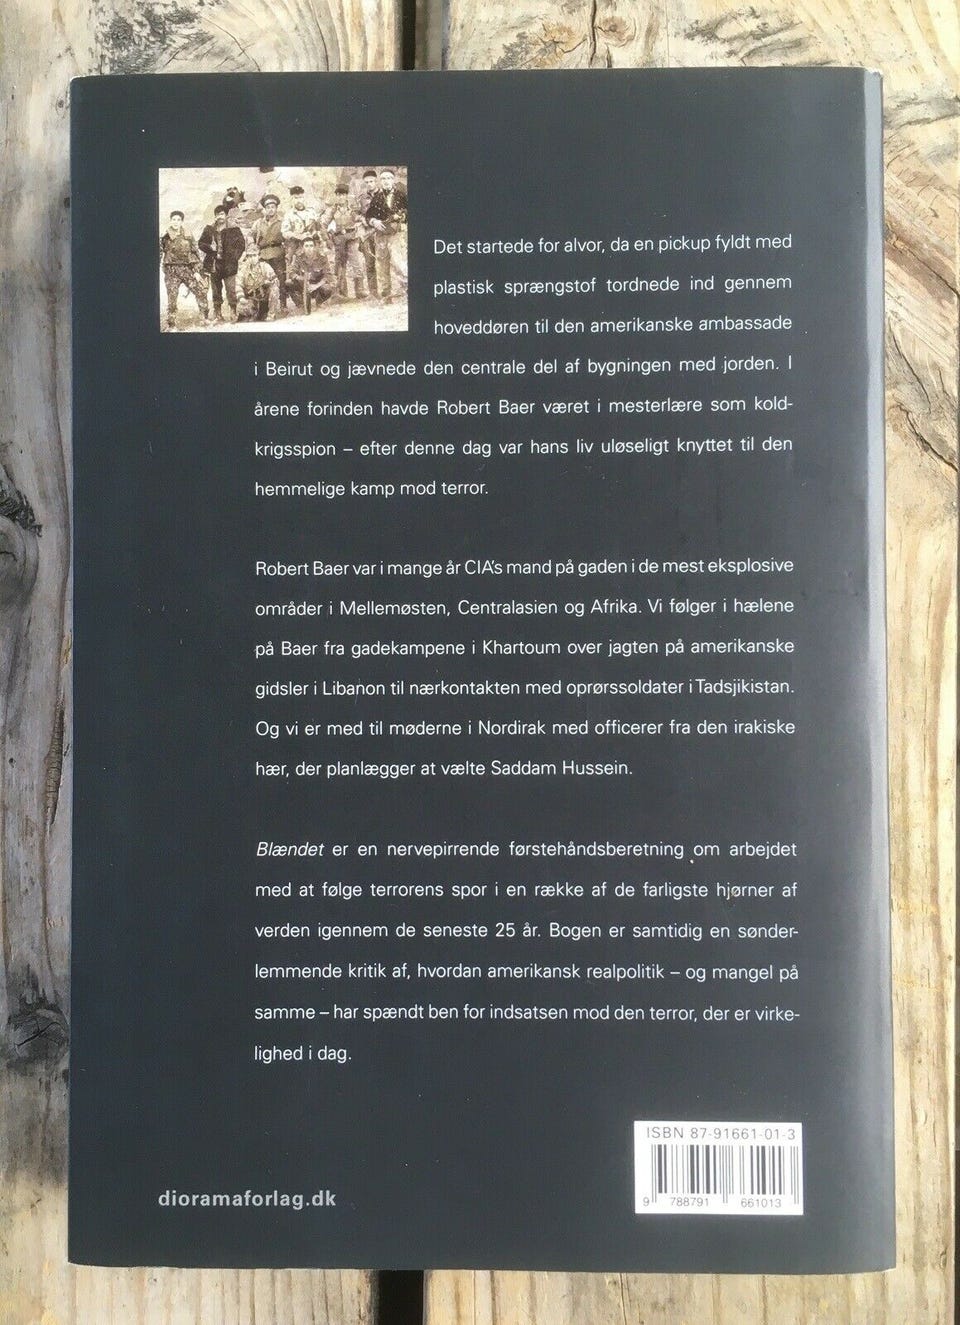 Det startede for alvor, da en pickup fyldt med
plastisk sprængstof tordnede ind gennem
hoveddøren til den amerikanske ambassade
i Beirut og jævnede den centrale del af bygningen med jorden. I
årene forinden havde Robert Baer været i mesterlære som kold-
krigsspion – efter denne dag var hans liv uløseligt knyttet til den
hemmelige kamp mod terror.
Robert Baer var i mange år CIA's mand på gaden i de mest eksplosive
områder i Mellemøsten, Centralasien og Afrika. Vi følger i hælene
på Baer fra gadekampene i Khartoum over jagten på amerikanske
gidsler i Libanon til nærkontakten med oprørssoldater i Tadsjikistan.
Og vi er med til møderne i Nordirak med officerer fra den irakiske
hær, der planlægger at vælte Saddam Hussein.
Blændet er en nervepirrende førstehåndsberetning om arbejdet
med at følge terrorens spor i en række af de farligste hjørner af
verden igennem de seneste 25 år. Bogen er samtidig en sønder-
lemmende kritik af, hvordan amerikansk realpolitik – og mangel på
samme – har spændt ben for indsatsen mod den terror, der er virke-
lighed i dag.
ISBN 87-91661-01-3
9 788791 661013
dioramaforlag.dk